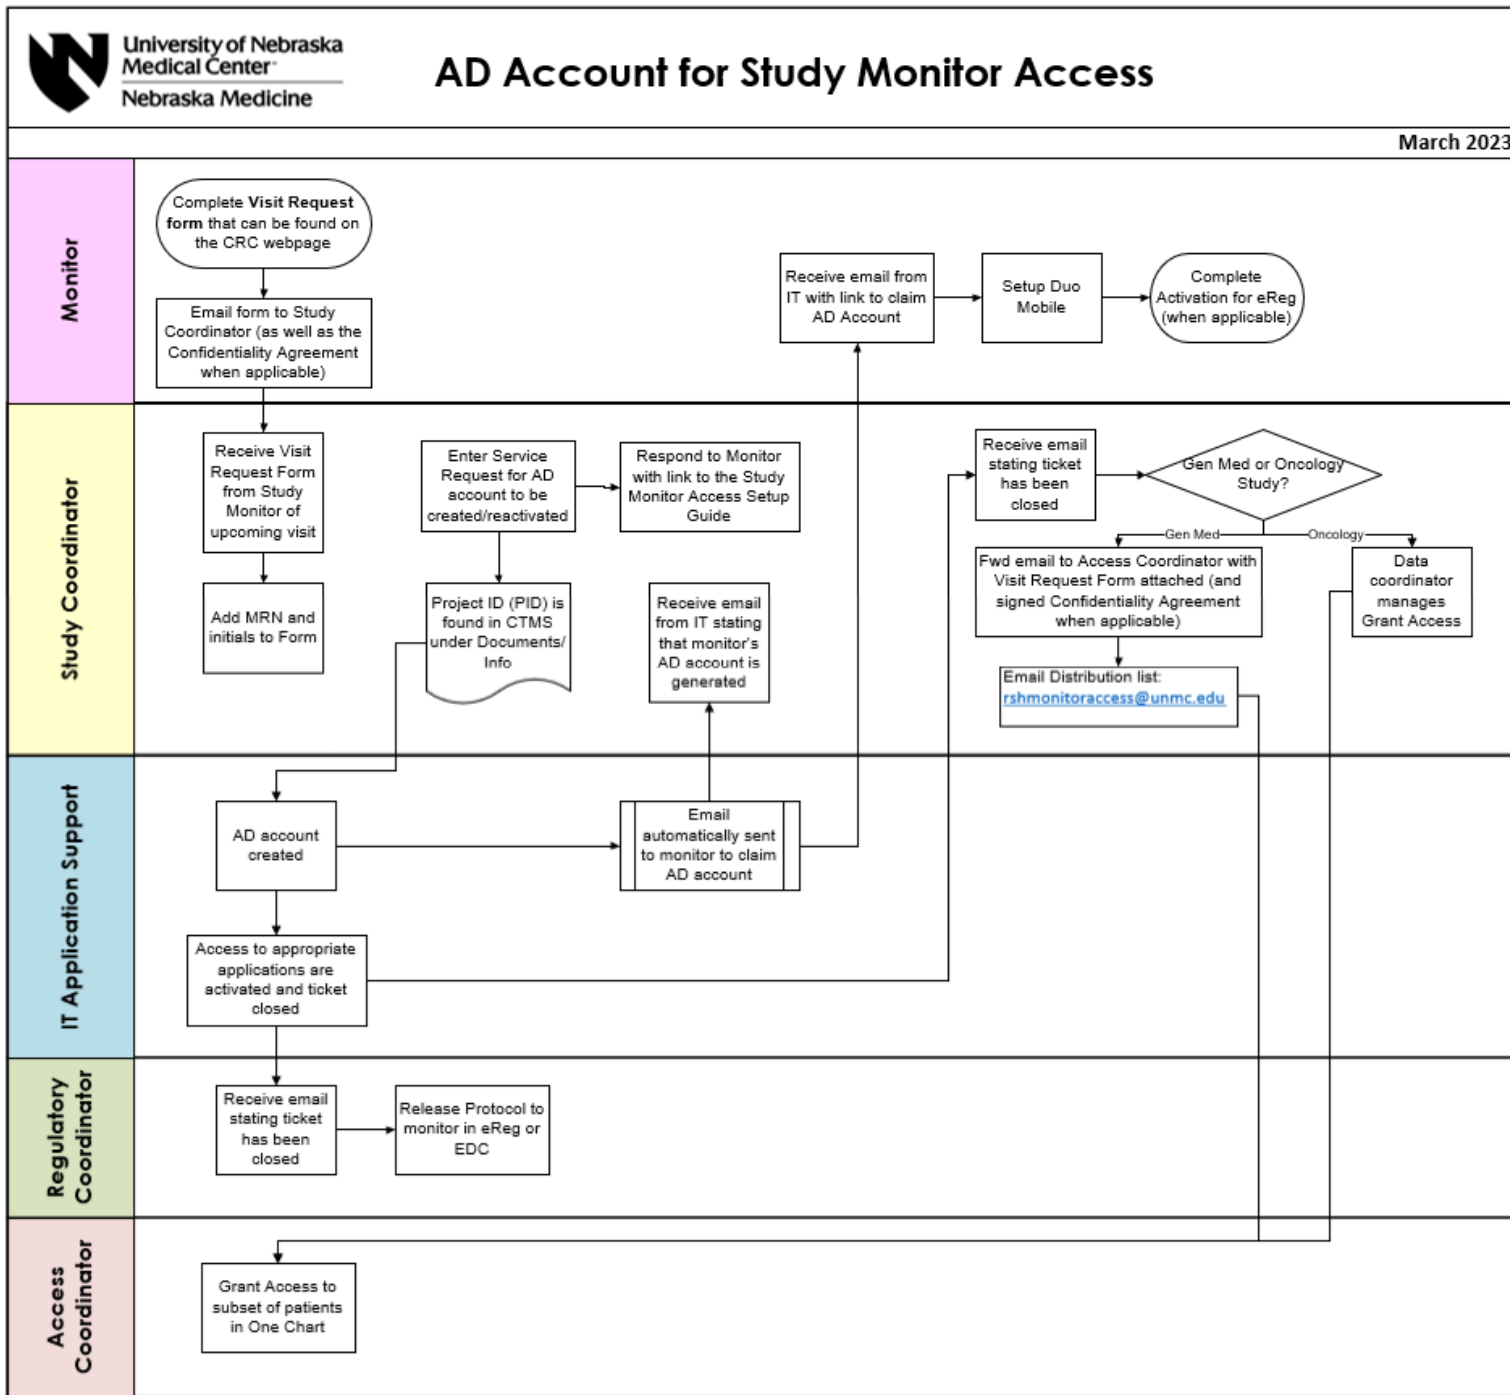 University of Nebraska
Medical Center
Nebraska Medicine
AD Account for Study Monitor Access
March 2023
Monitor
Complete Visit Request
form that can be found on
the CRC webpage
Email form to Study
Coordinator (as well as the
Confidentiality Agreement
when applicable)
Receive email from
IT with link to claim
AD Account
Setup Duo
Mobile
Complete
Activation for eReg
(when applicable)
Study Coordinator
Receive Visit
Request Form
from Study
Monitor of
upcoming visit
Add MRN and
initials to Form
Enter Service
Request for AD
account to be
created/reactivated
Respond to Monitor
with link to the Study
Monitor Access Setup
Guide
Project ID (PID) is
found in CTMS
under Documents/
Info
Receive email
from IT stating
that monitor's
AD account is
generated
Receive email
stating ticket
has been
closed
Gen Med or Oncology
Study?
Gen Med
Oncology
Fwd email to Access Coordinator with
Visit Request Form attached (and
signed Confidentiality Agreement
when applicable)
Data
coordinator
manages
Grant Access
Email Distribution list:
rshmonitoraccess@unmc.edu
IT Application Support
AD account
created
Email
automatically sent
to monitor to claim
AD account
Access to appropriate
applications are
activated and ticket
closed
Regulatory
Coordinator
Receive email
stating ticket
has been
closed
Release Protocol to
monitor in eReg or
EDC
Access
Coordinator
Grant Access to
subset of patients
in One Chart